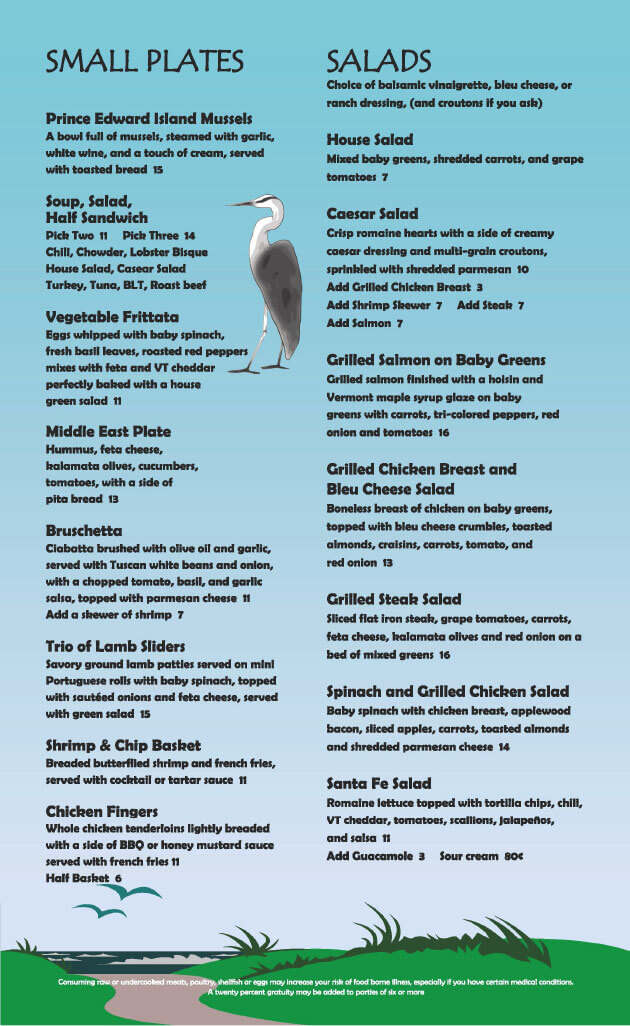 SMALL PLATES
Prince Edward Island Mussels
A bowl full of mussels, steamed with garlic,
white wine, and a touch of cream, served
with toasted bread 15
Soup, Salad,
Half Sandwich
Pick Two 11 Pick Three 14
Chili, Chowder, Lobster Bisque
House Salad, Casear Salad
Turkey, Tuna, BLT, Roast beef
Vegetable Frittata
Eggs whipped with baby spinach,
fresh basil leaves, roasted red peppers
mixes with feta and VT cheddar
perfectly baked with a house
green salad 11
Middle East Plate
Hummus, feta cheese,
kalamata olives, cucumbers,
tomatoes, with a side of
pita bread 13
Bruschetta
Ciabatta brushed with olive oil and garlic,
served with Tuscan white beans and onion,
with a chopped tomato, basil, and garlic
salsa, topped with parmesan cheese 11
Add a skewer of shrimp 7
Trio of Lamb Sliders
Savory ground lamb patties served on mini
Portuguese rolls with baby spinach, topped
with sautéed onions and feta cheese, served
with green salad 15
Shrimp & Chip Basket
Breaded butterflied shrimp and french fries,
served with cocktail or tartar sauce 11
Chicken Fingers
Whole chicken tenderloins lightly breaded
with a side of BBQ or honey mustard sauce
served with french fries 11
Half Basket 6
SALADS
Choice of balsamic vinaigrette, bleu cheese, or
ranch dressing, (and croutons if you ask)
House Salad
Mixed baby greens, shredded carrots, and grape
tomatoes 7
Caesar Salad
Crisp romaine hearts with a side of creamy
caesar dressing and multi-grain croutons,
sprinkled with shredded parmesan 10
Add Grilled Chicken Breast 3
Add Shrimp Skewer 7 Add Steak 7
Add Salmon 7
Grilled Salmon on Baby Greens
Grilled salmon finished with a hoisin and
Vermont maple syrup glaze on baby
greens with carrots, tri-colored peppers, red
onion and tomatoes 16
Grilled Chicken Breast and
Bleu Cheese Salad
Boneless breast of chicken on baby greens,
topped with bleu cheese crumbles, toasted
almonds, craisins, carrots, tomato, and
red onion 13
Grilled Steak Salad
Sliced flat iron steak, grape tomatoes, carrots,
feta cheese, kalamata olives and red onion on a
bed of mixed greens 16
Spinach and Grilled Chicken Salad
Baby spinach with chicken breast, applewood
bacon, sliced apples, carrots, toasted almonds
and shredded parmesan cheese 14
Santa Fe Salad
Romaine lettuce topped with tortilla chips, chili,
VT cheddar, tomatoes, scallions, jalapeños,
and salsa 11
Add Guacamole 3 Sour cream 80¢
Consuming raw or undercooked meats, poultry, shellfish or eggs may increase your risk of food borne illness, especially if you have certain medical conditions.
A twenty percent gratuity may be added to parties of six or more